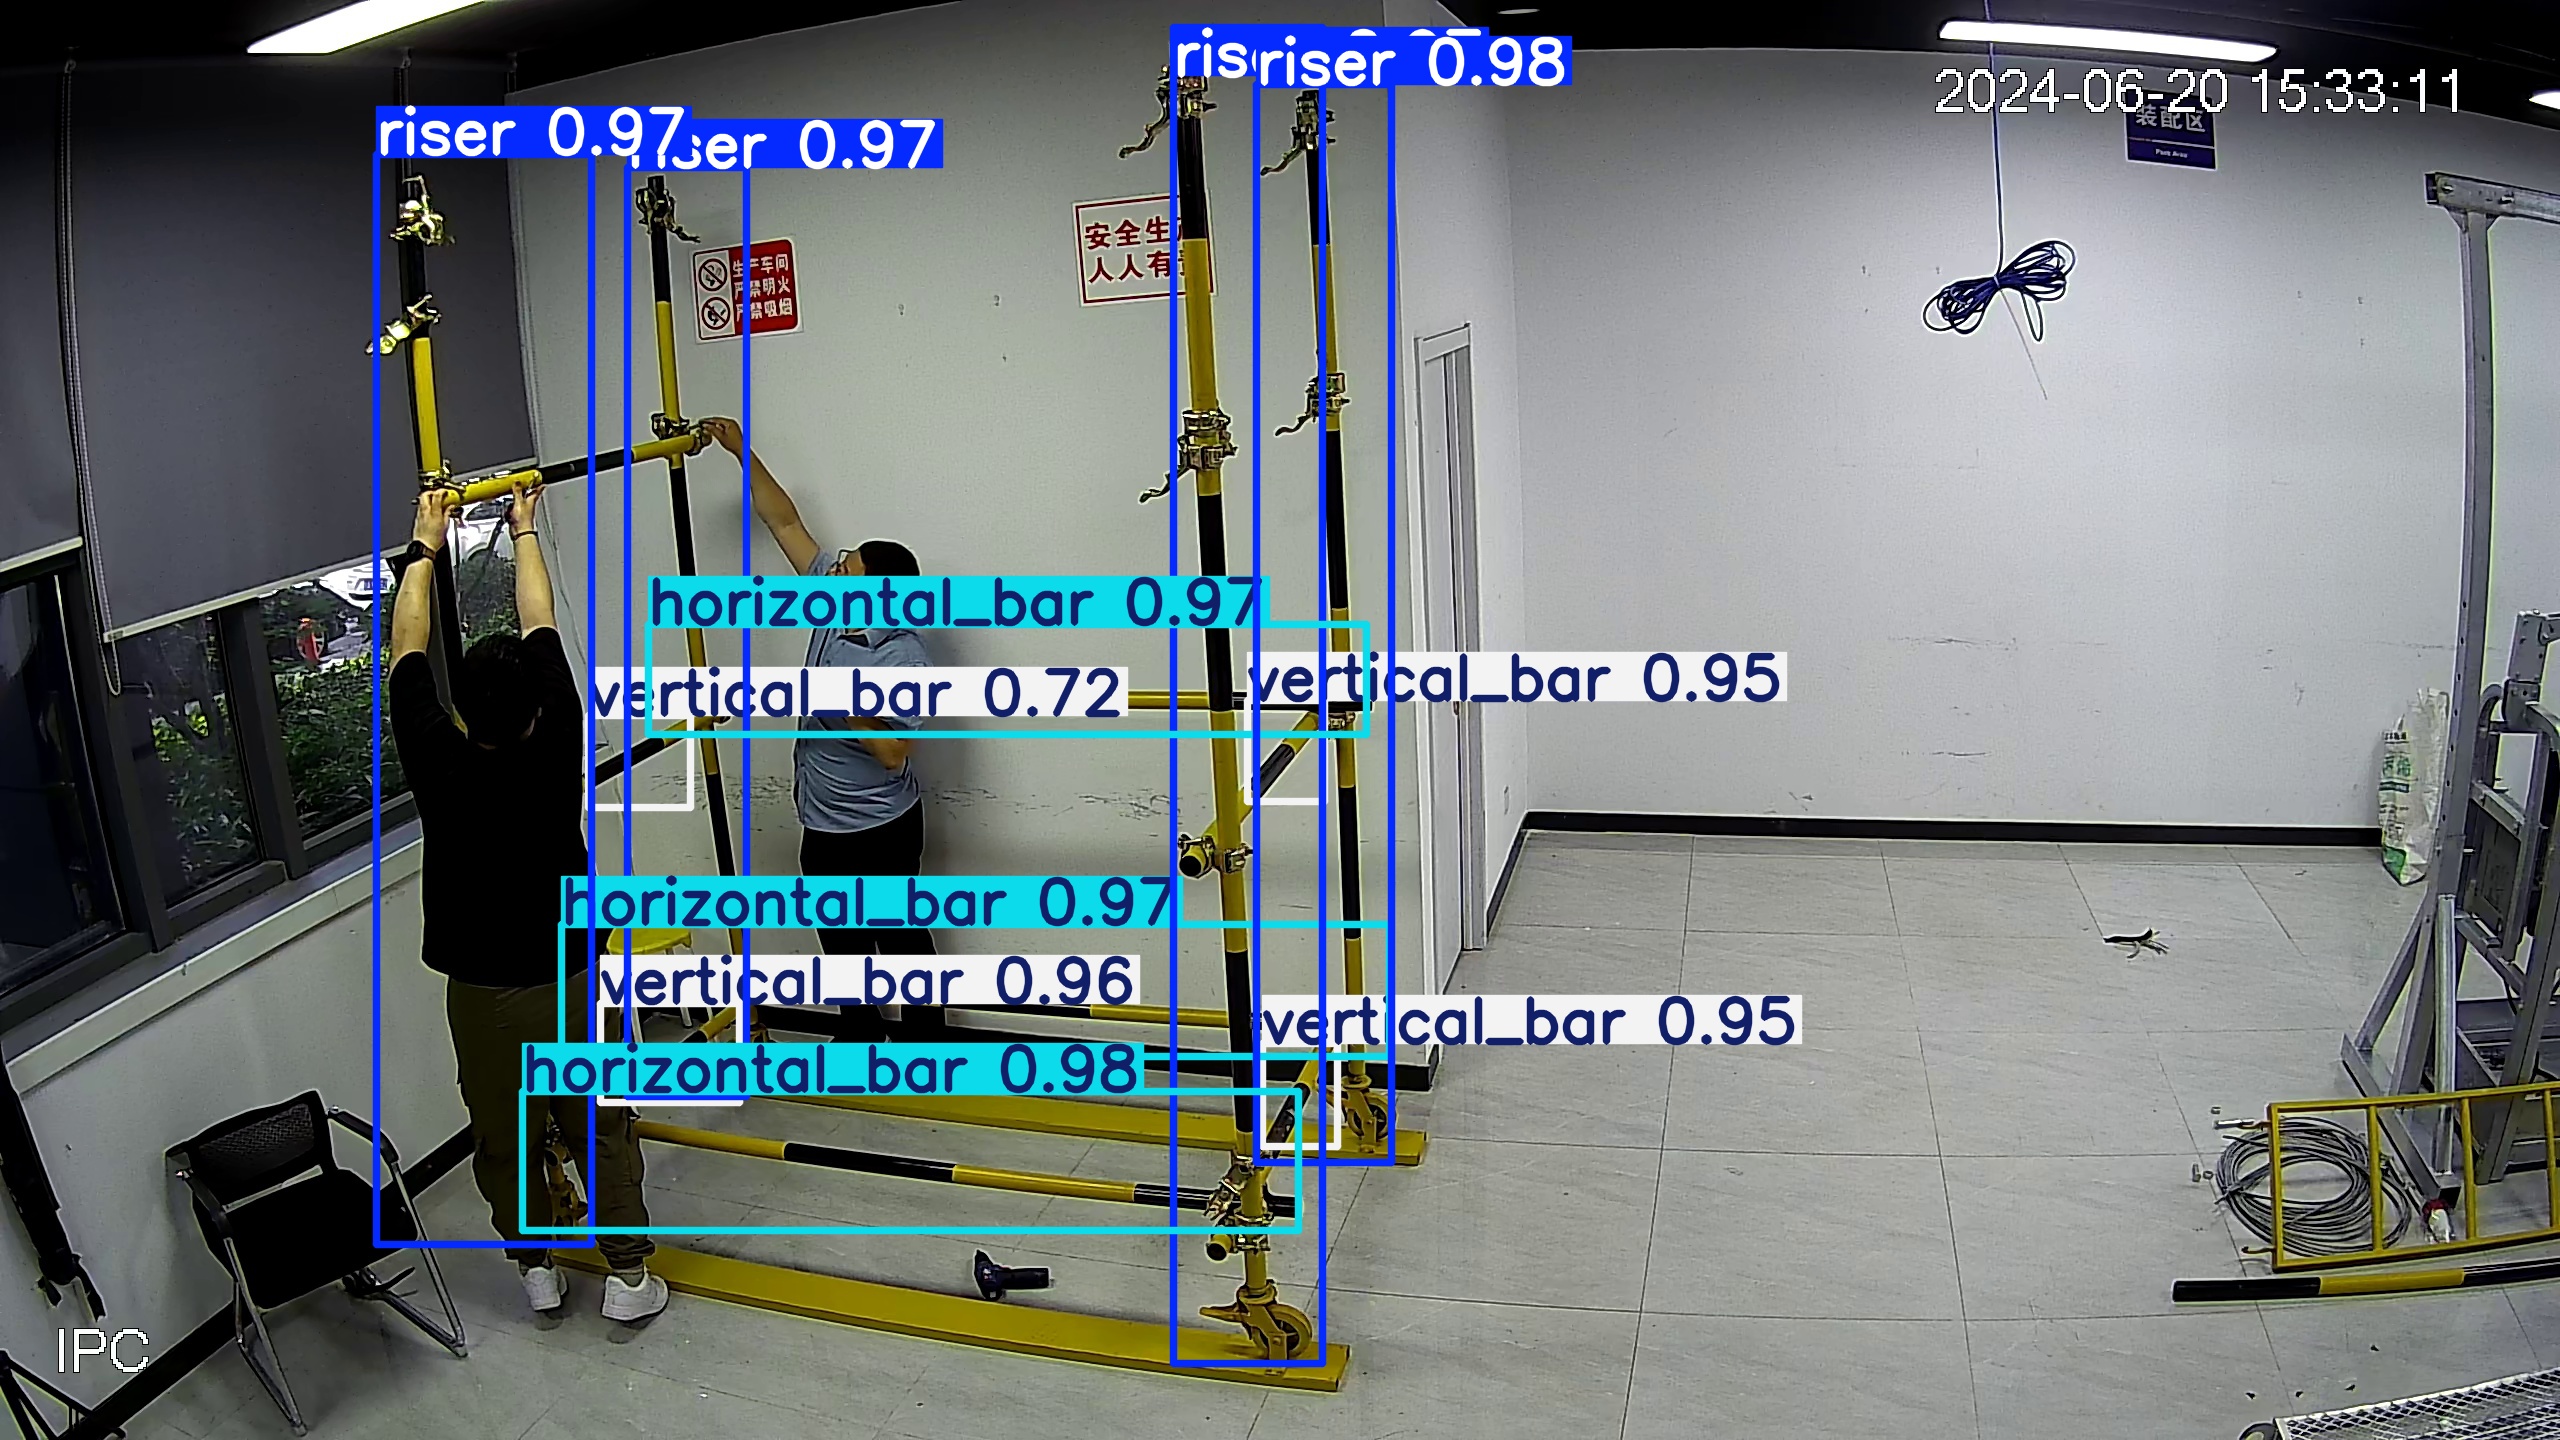 2024-06-20 15:33:11
riser 0.98
riser 0.97
0.97
装配区
安全生
人人有
生产车间
严禁明火
严禁吸烟
horizontal_bar 0.97
vertical_bar 0.72
vertical_bar 0.95
horizontal_bar 0.97
vertical_bar 0.96
vertical_bar 0.95
horizontal_bar 0.98
IPC